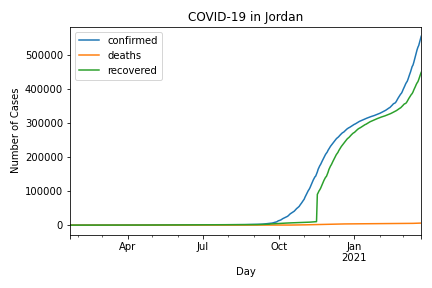 COVID-19 in Jordan
confirmed
deaths
recovered
Number of Cases
500000
400000
300000
200000
100000
0
Apr
Jul
Oct
Jan
2021
Day